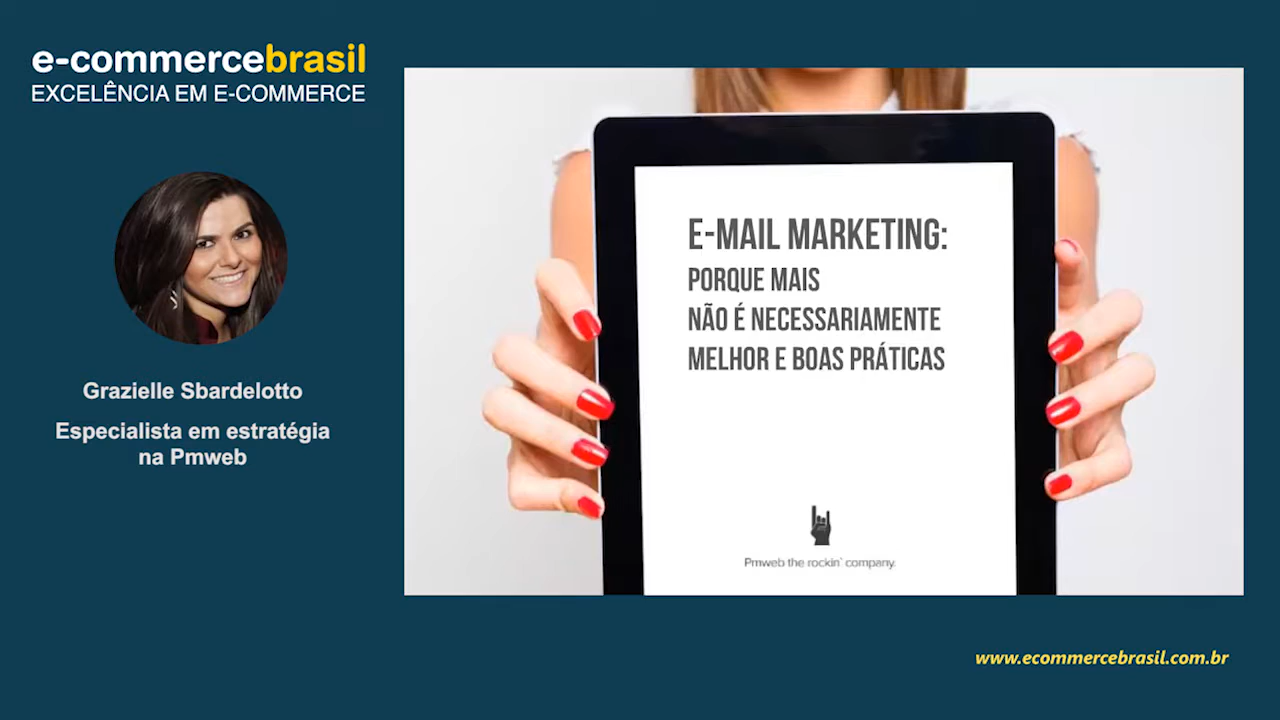 e-commercebrasil
EXCELÊNCIA EM E-COMMERCE
Grazielle Sbardelotto
Especialista em estratégia
na Pmweb
E-MAIL MARKETING:
PORQUE MAIS
NÃO É NECESSARIAMENTE
MELHOR E BOAS PRÁTICAS
Pmweb the rockin' company.
www.ecommercebrasil.com.br